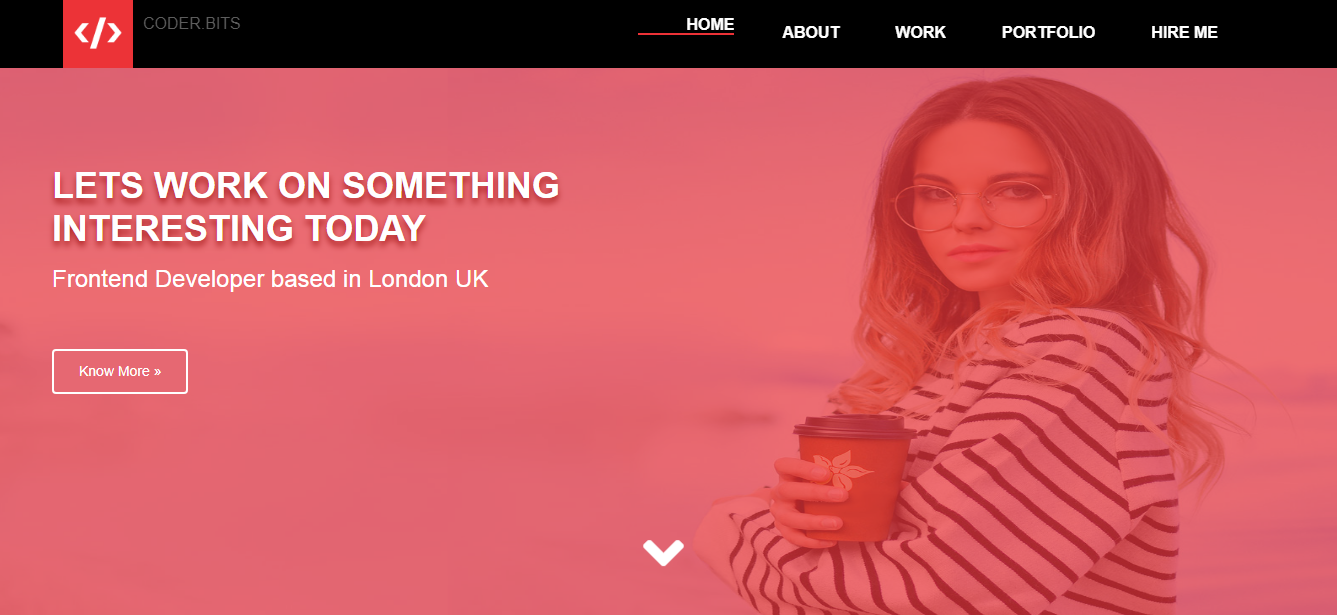 </> CODER.BITS
HOME ABOUT WORK PORTFOLIO HIRE ME
LETS WORK ON SOMETHING
INTERESTING TODAY
Frontend Developer based in London UK
Know More »